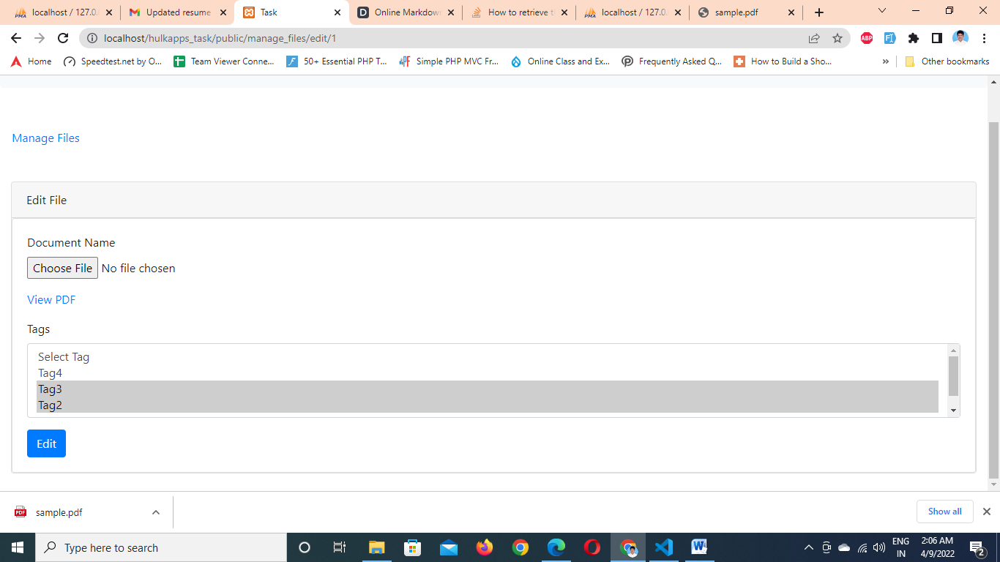 localhost / 127.0.
Updated resume
Task
Online Markdown
How to retrieve t
localhost / 127.0.
sample.pdf
localhost/hulkapps_task/public/manage_files/edit/1
ABP
Home
Speedtest.net by O...
Team Viewer Conne...
50+ Essential PHP T...
Simple PHP MVC Fr...
Online Class and Ex...
Frequently Asked Q...
How to Build a Sho...
»
Other bookmarks
Manage Files
Edit File
Document Name
Choose File No file chosen
View PDF
Tags
Select Tag
Tag4
Tag3
Tag2
Edit
PDF
sample.pdf
Show all
Type here to search
ENG
IN
2:06 AM
4/9/2022
2